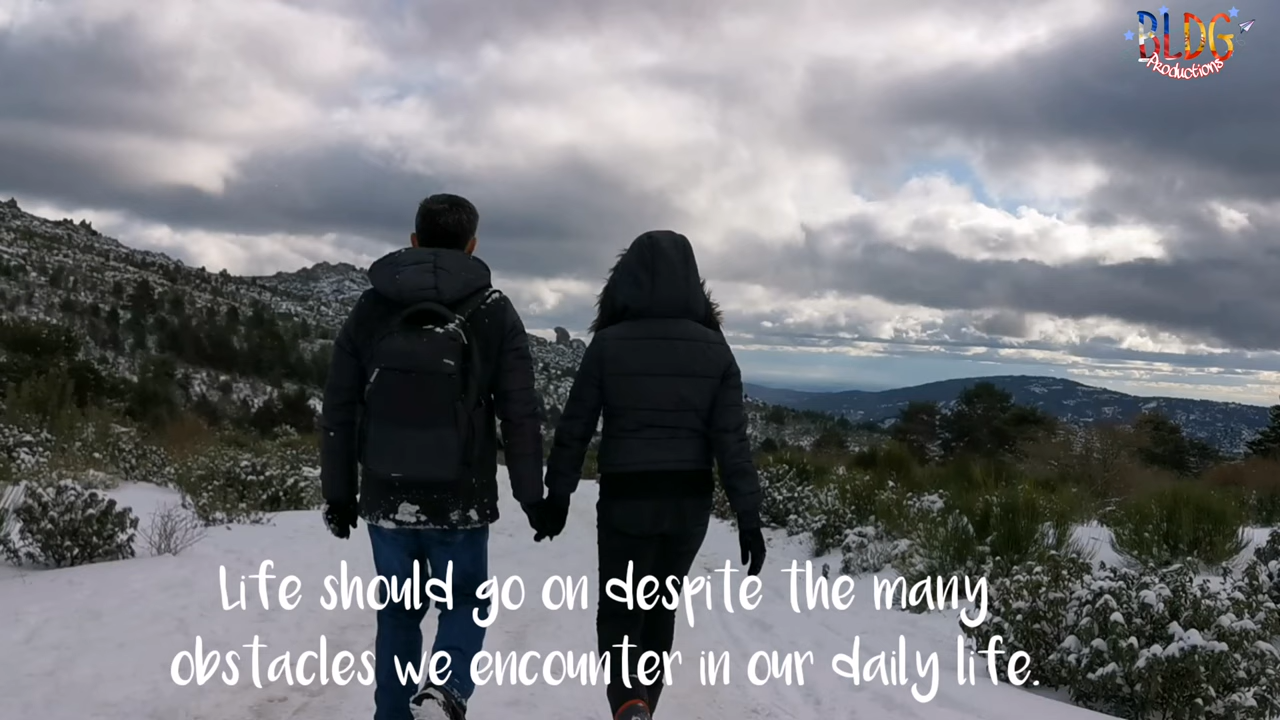 BLDG
Productions
Life should go on despite the many
obstacles we encounter in our daily life.